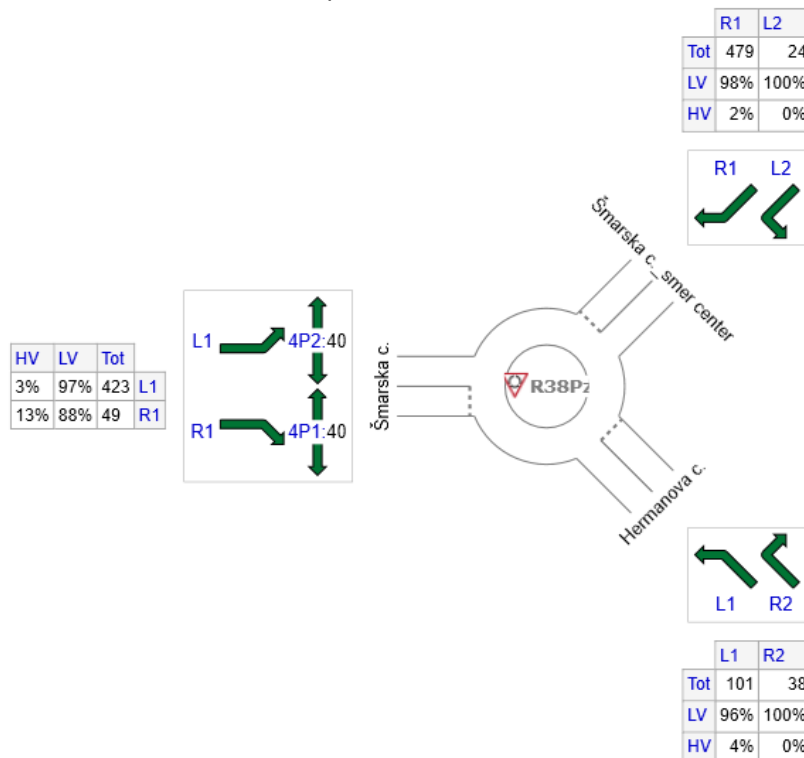 R1 L2
Tot 479 24
LV 98% 100%
HV 2% 0%
R1 L2
Šmarska c._smer center
L1 4P2:40
R1 4P1:40
HV LV Tot
3% 97% 423 L1
13% 88% 49 R1
Šmarska c.
R38Pz
Hermanova c.
L1 R2
L1 R2
Tot 101 38
LV 96% 100%
HV 4% 0%